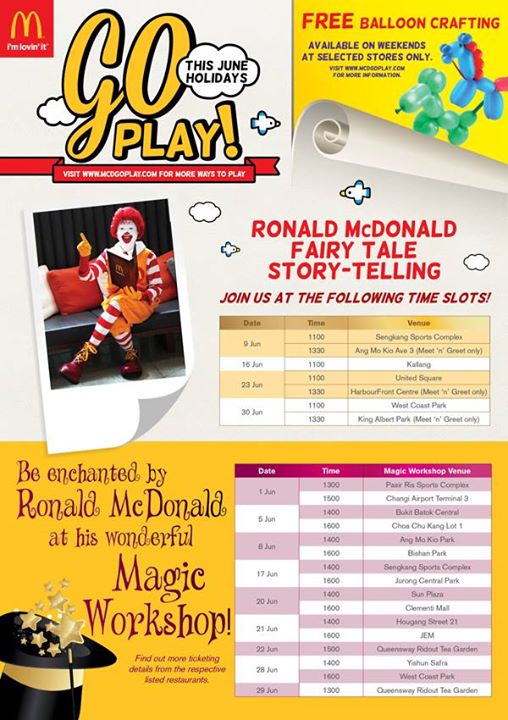 M
i'm lovin' it
GO
PLAY!
THIS JUNE
HOLIDAYS
VISIT WWW.MCDGOPLAY.COM FOR MORE WAYS TO PLAY
FREE BALLOON CRAFTING
AVAILABLE ON WEEKENDS
AT SELECTED STORES ONLY.
VISIT WWW.MCDGOPLAY.COM
FOR MORE INFORMATION.
RONALD McDONALD
FAIRY TALE
STORY-TELLING
JOIN US AT THE FOLLOWING TIME SLOTS!
Date Time Venue
9 Jun 1100 Sengkang Sports Complex
1330 Ang Mo Kio Ave 3 (Meet 'n' Greet only)
16 Jun 1100 Kallang
23 Jun 1100 United Square
1330 HarbourFront Centre (Meet 'n' Greet only)
30 Jun 1100 West Coast Park
1330 King Albert Park (Meet 'n' Greet only)
Be enchanted by
Ronald McDonald
at his wonderful
Magic
Workshop!
Find out more ticketing
details from the respective
listed restaurants.
Date Time Magic Workshop Venue
1 Jun 1300 Pasir Ris Sports Complex
1500 Changi Airport Terminal 3
5 Jun 1400 Bukit Batok Central
1600 Choa Chu Kang Lot 1
8 Jun 1400 Ang Mo Kio Park
1600 Bishan Park
17 Jun 1400 Sengkang Sports Complex
1600 Jurong Central Park
20 Jun 1400 Sun Plaza
1600 Clementi Mall
21 Jun 1400 Hougang Street 21
1600 JEM
22 Jun 1500 Queensway Ridout Tea Garden
28 Jun 1400 Yishun Safra
1600 West Coast Park
29 Jun 1300 Queensway Ridout Tea Garden